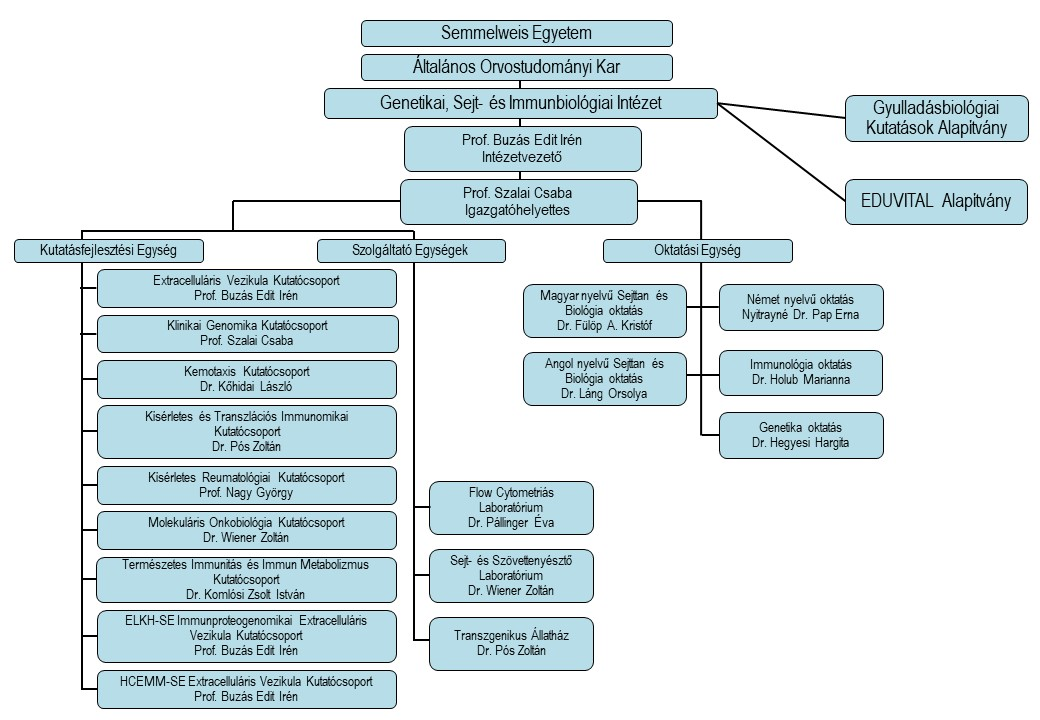 Semmelweis Egyetem
Általános Orvostudományi Kar
Genetikai, Sejt- és Immunbiológiai Intézet
Gyulladásbiológiai
Kutatások Alapítvány
EDUVITAL Alapítvány
Prof. Buzás Edit Irén
Intézetvezető
Prof. Szalai Csaba
Igazgatóhelyettes
Kutatásfejlesztési Egység
Extracelluláris Vezikula Kutatócsoport
Prof. Buzás Edit Irén
Klinikai Genomika Kutatócsoport
Prof. Szalai Csaba
Kemotaxis Kutatócsoport
Dr. Kőhidai László
Kisérletes és Transzlációs Immunomikai
Kutatócsoport
Dr. Pós Zoltán
Kisérletes Reumatológiai Kutatócsoport
Prof. Nagy György
Molekuláris Onkobiológia Kutatócsoport
Dr. Wiener Zoltán
Természetes Immunitás és Immun Metabolizmus
Kutatócsoport
Dr. Komlósi Zsolt István
ELKH-SE Immunproteogenomikai Extracelluláris
Vezikula Kutatócsoport
Prof. Buzás Edit Irén
HCEMM-SE Extracelluláris Vezikula Kutatócsoport
Prof. Buzás Edit Irén
Szolgáltató Egységek
Flow Cytometriás
Laboratórium
Dr. Pállinger Éva
Sejt- és Szövettenyésztő
Laboratórium
Dr. Wiener Zoltán
Transzgenikus Állatház
Dr. Pós Zoltán
Oktatási Egység
Magyar nyelvű Sejttan és
Biológia oktatás
Dr. Fülöp A. Kristóf
Angol nyelvű Sejttan és
Biológia oktatás
Dr. Láng Orsolya
Német nyelvű oktatás
Nyitrayné Dr. Pap Erna
Immunológia oktatás
Dr. Holub Marianna
Genetika oktatás
Dr. Hegyesi Hargita